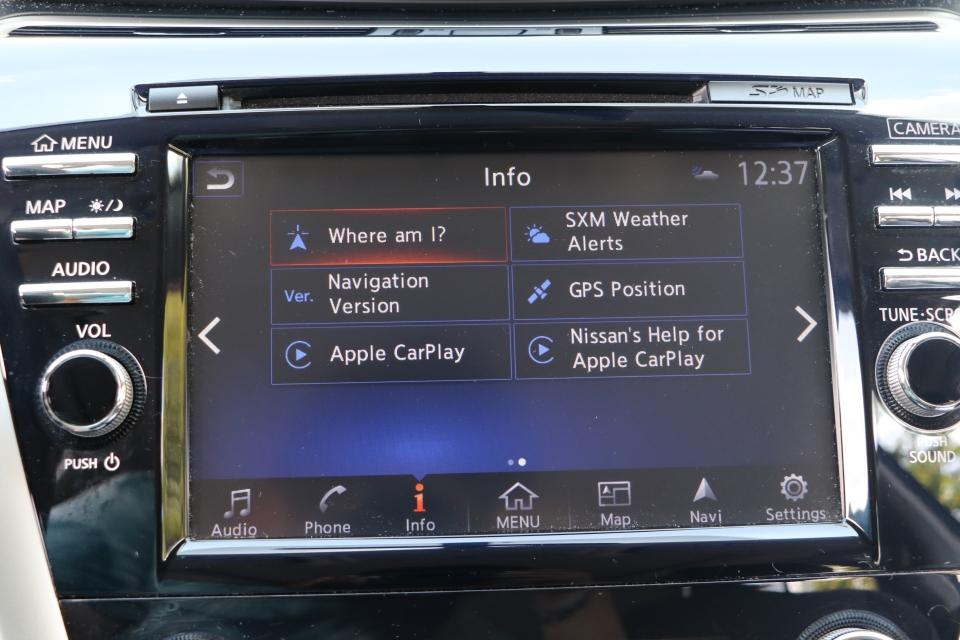 MAP
MENU
CAMERA
Info
12:37
MAP
Where am I?
SXM Weather
Alerts
AUDIO
BACK
Ver.
Navigation
Version
GPS Position
VOL
TUNE·SCR
Apple CarPlay
Nissan's Help for
Apple CarPlay
PUSH
PUSH
SOUND
Audio
Phone
Info
MENU
Map
Navi
Settings